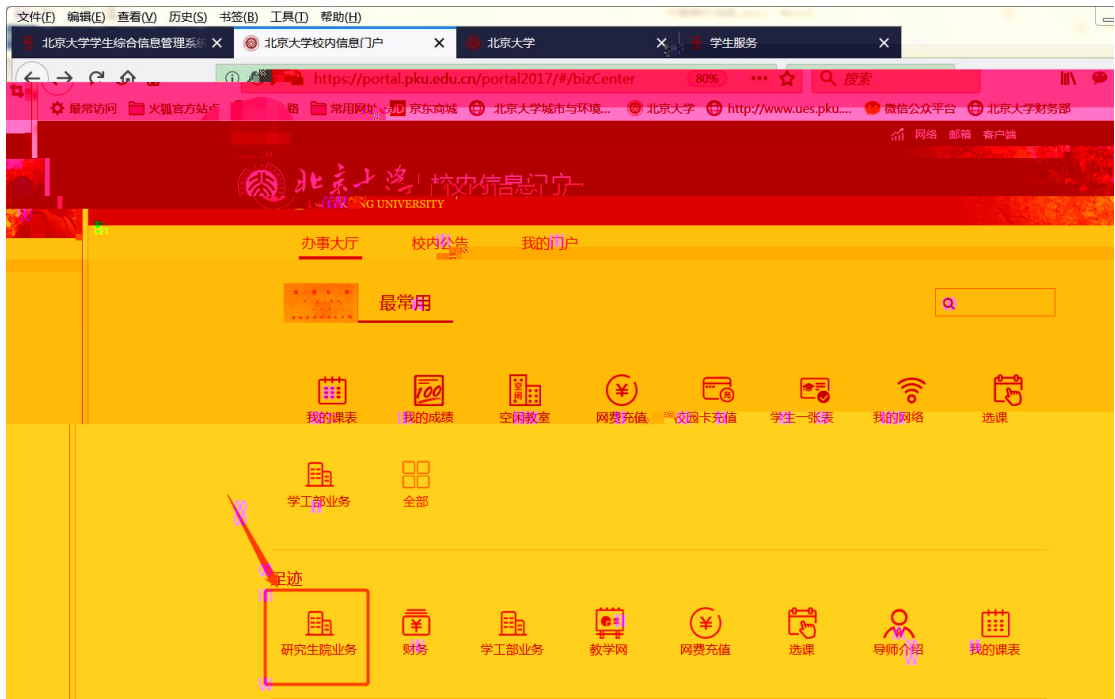 文件(F) 编辑(E) 查看(V) 历史(S) 书签(B) 工具(T) 帮助(H)
北京大学学生综合信息管理系统 北京大学校内信息门户 北京大学 学生服务
https://portal.pku.edu.cn/portal2017/#/bizCenter 80% 搜索
最常访问 火狐官方站点 常用网址 JD 京东商城 北京大学城市与环境... 北京大学 http://www.ues.pku.... 微信公众平台 北京大学财务部
网络 邮箱 客户端
北京大学 校内信息门户
UNIVERSITY
办事大厅 校内公告 我的门户
最常用
我的课表 我的成绩 空闲教室 网费充值 校园卡充值 学生一张表 我的网络 选课
学工部业务 全部
足迹
研究生院业务 财务 学工部业务 教学网 网费充值 选课 导师介绍 我的课表